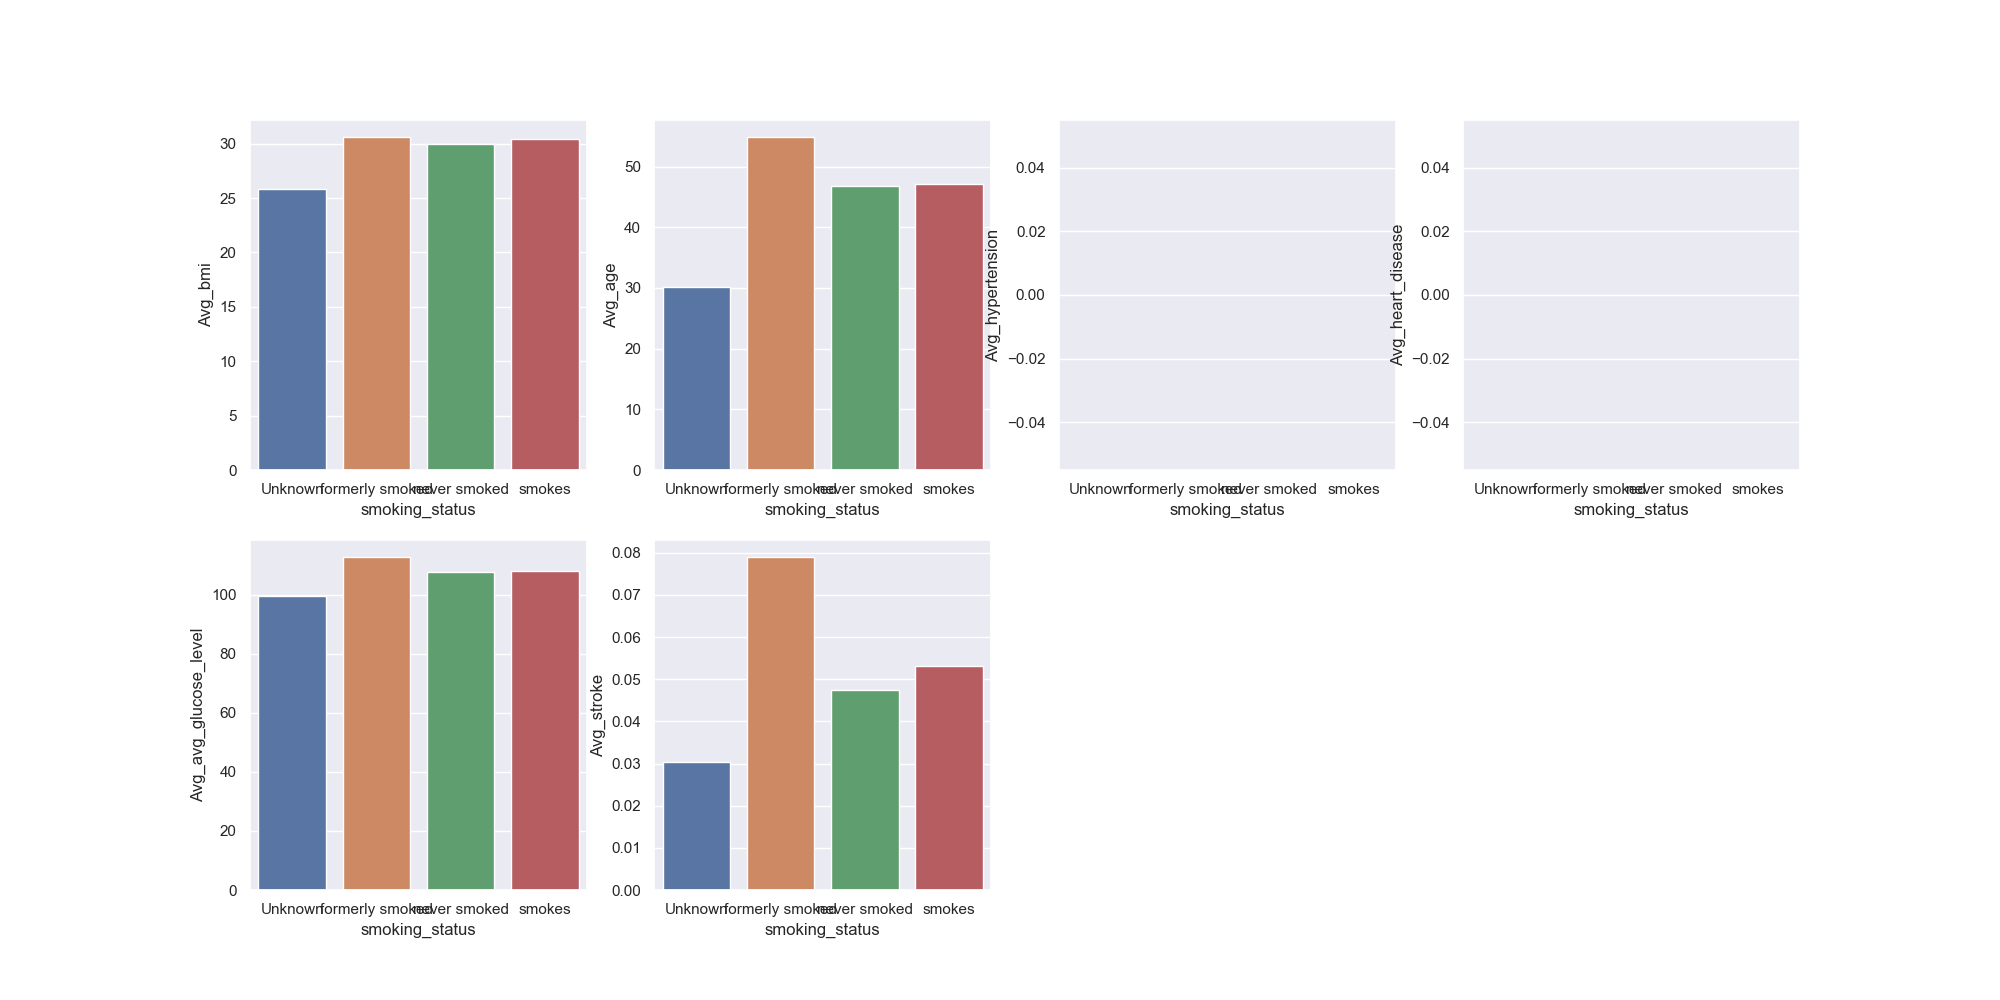 30
25
20
15
10
5
0
Avg_bmi
Unknown formerly smoked never smoked smokes
smoking_status
50
40
30
20
10
0
Avg_age
Unknown formerly smoked never smoked smokes
smoking_status
0.04
0.02
0.00
−0.02
−0.04
Avg_hypertension
Unknown formerly smoked never smoked smokes
smoking_status
0.04
0.02
0.00
−0.02
−0.04
Avg_heart_disease
Unknown formerly smoked never smoked smokes
smoking_status
100
80
60
40
20
0
Avg_avg_glucose_level
Unknown formerly smoked never smoked smokes
smoking_status
0.08
0.07
0.06
0.05
0.04
0.03
0.02
0.01
0.00
Avg_stroke
Unknown formerly smoked never smoked smokes
smoking_status